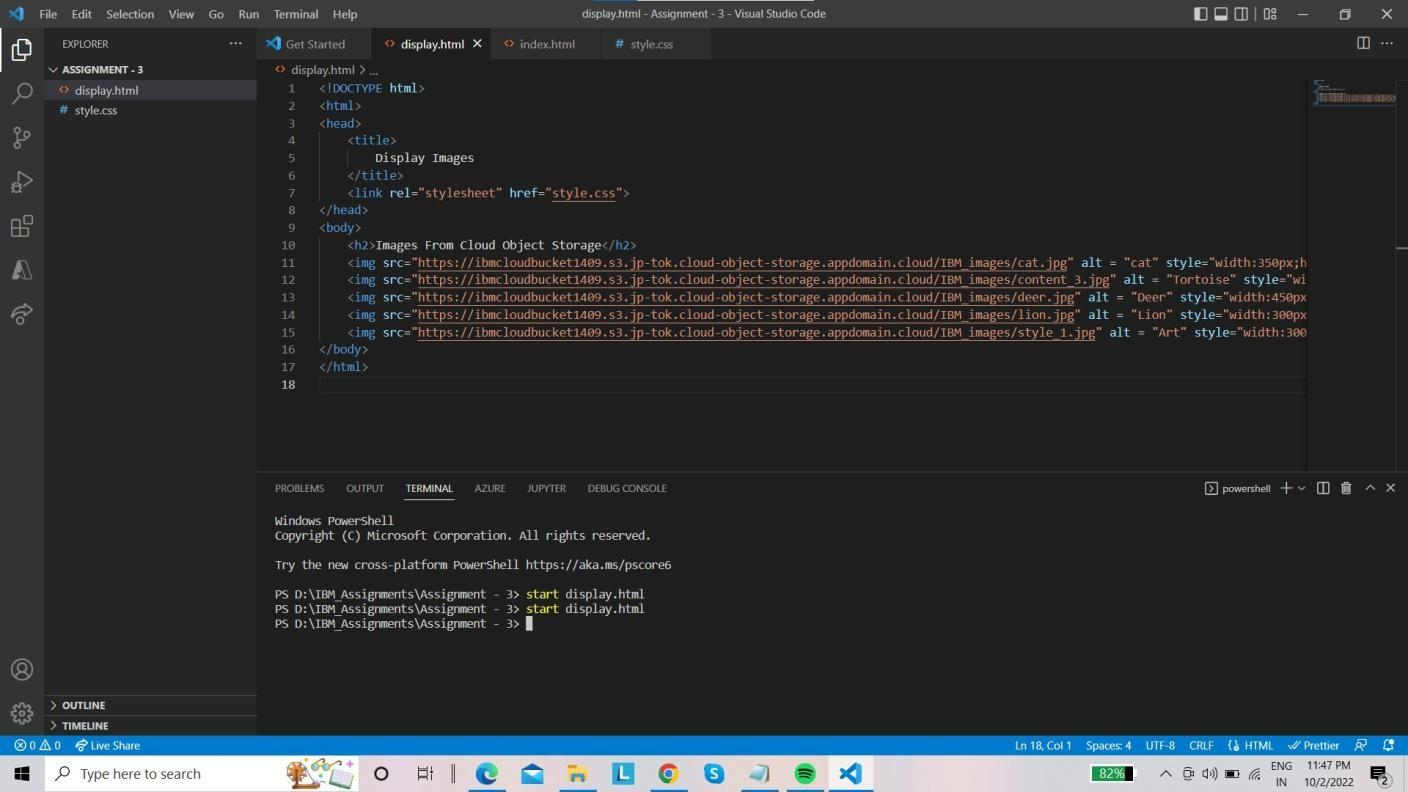 File Edit Selection View Go Run Terminal Help
display.html - Assignment - 3 - Visual Studio Code
EXPLORER
ASSIGNMENT - 3
display.html
style.css
OUTLINE
TIMELINE
Get Started display.html index.html style.css
display.html > ...
1 <!DOCTYPE html>
2 <html>
3 <head>
4 <title>
5 Display Images
6 </title>
7 <link rel="stylesheet" href="style.css">
8 </head>
9 <body>
10 <h2>Images From Cloud Object Storage</h2>
11 <img src="https://ibmcloudbucket1409.s3.jp-tok.cloud-object-storage.appdomain.cloud/IBM_images/cat.jpg" alt = "cat" style="width:350px;h
12 <img src="https://ibmcloudbucket1409.s3.jp-tok.cloud-object-storage.appdomain.cloud/IBM_images/content_3.jpg" alt = "Tortoise" style="wi
13 <img src="https://ibmcloudbucket1409.s3.jp-tok.cloud-object-storage.appdomain.cloud/IBM_images/deer.jpg" alt = "Deer" style="width:450px
14 <img src="https://ibmcloudbucket1409.s3.jp-tok.cloud-object-storage.appdomain.cloud/IBM_images/lion.jpg" alt = "Lion" style="width:300px
15 <img src="https://ibmcloudbucket1409.s3.jp-tok.cloud-object-storage.appdomain.cloud/IBM_images/style_1.jpg" alt = "Art" style="width:300
16 </body>
17 </html>
18
PROBLEMS OUTPUT TERMINAL AZURE JUPYTER DEBUG CONSOLE
powershell
Windows PowerShell
Copyright (C) Microsoft Corporation. All rights reserved.
Try the new cross-platform PowerShell https://aka.ms/pscore6
PS D:\IBM_Assignments\Assignment - 3> start display.html
PS D:\IBM_Assignments\Assignment - 3> start display.html
PS D:\IBM_Assignments\Assignment - 3>
0 0 Live Share
Ln 18, Col 1 Spaces: 4 UTF-8 CRLF HTML Prettier
Type here to search
L
82%
ENG
IN
11:47 PM
10/2/2022
2